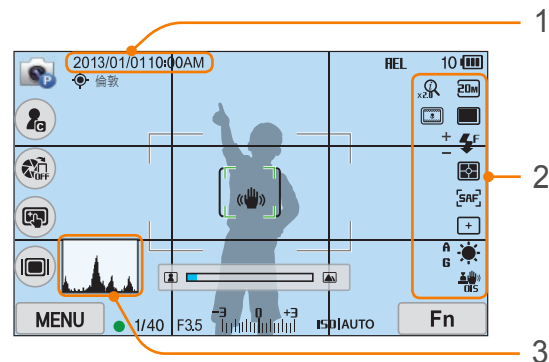 1
2013/01/01 10:00AM
REL 10
倫敦
x2.0 i 20M
P
C
F
OFF
SAF
A
G
OIS
2
MENU
1/40 F3.5 -3 0 +3 ISO AUTO
Fn
3